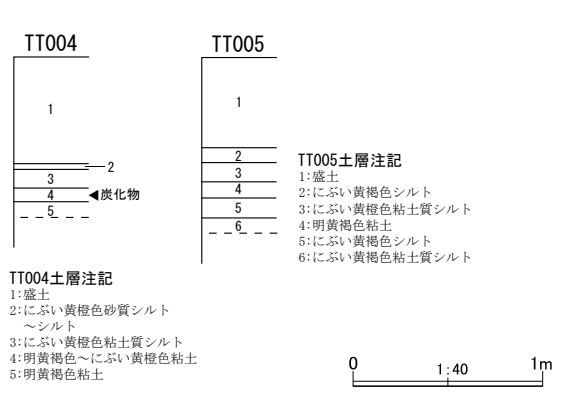 TT004
1
2
3
4
◀炭化物
5
TT004土層注記
1:盛土
2:にぶい黄橙色砂質シルト
～シルト
3:にぶい黄橙色粘土質シルト
4:明黄褐色～にぶい黄橙色粘土
5:明黄褐色粘土
TT005
1
2
3
4
5
6
TT005土層注記
1:盛土
2:にぶい黄褐色シルト
3:にぶい黄橙色粘土質シルト
4:明黄褐色粘土
5:にぶい黄褐色シルト
6:にぶい黄褐色粘土質シルト
0 1:40 1m